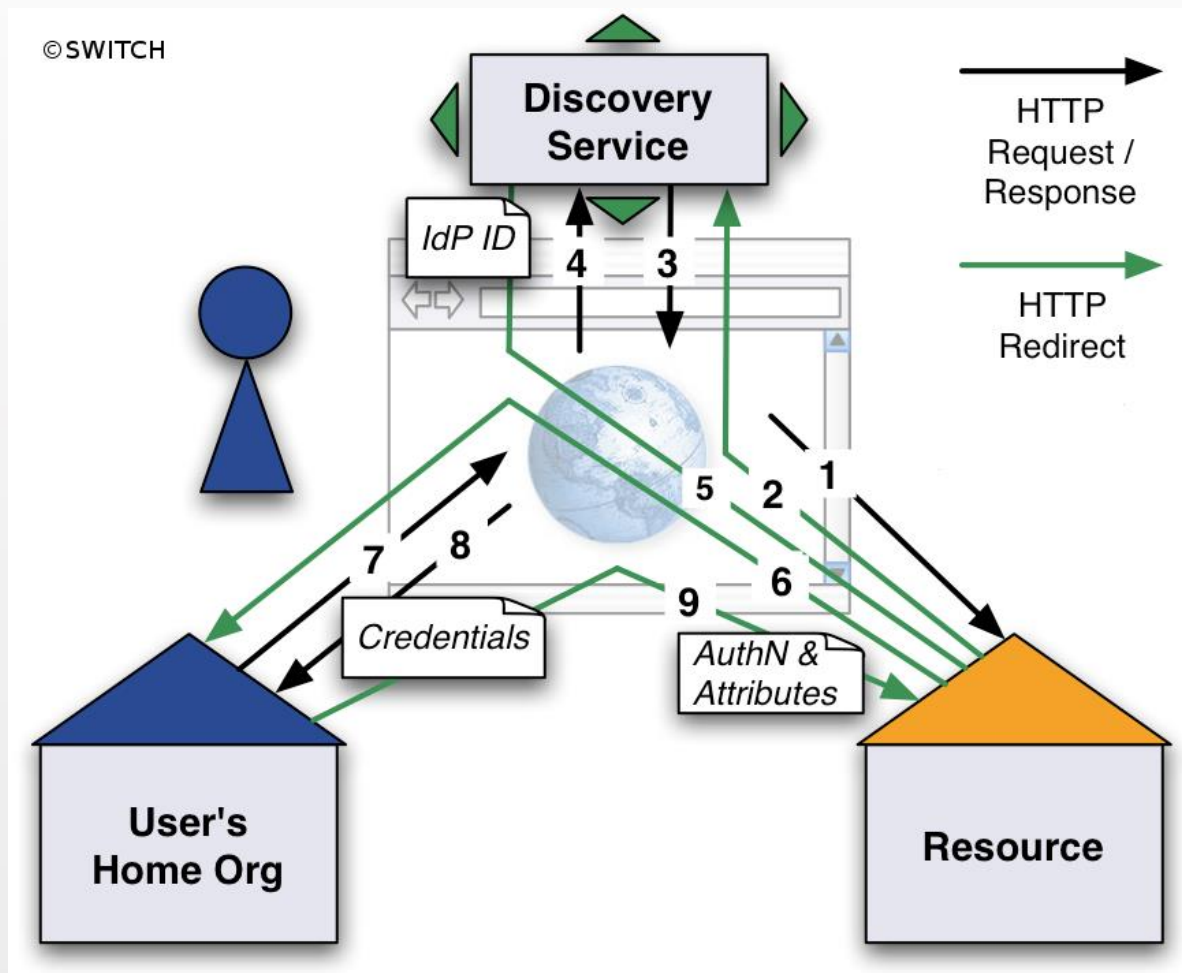 ©SWITCH
Discovery
Service
HTTP
Request /
Response
IdP ID
4
3
HTTP
Redirect
1
5
2
7
8
6
9
Credentials
AuthN &
Attributes
User's
Home Org
Resource